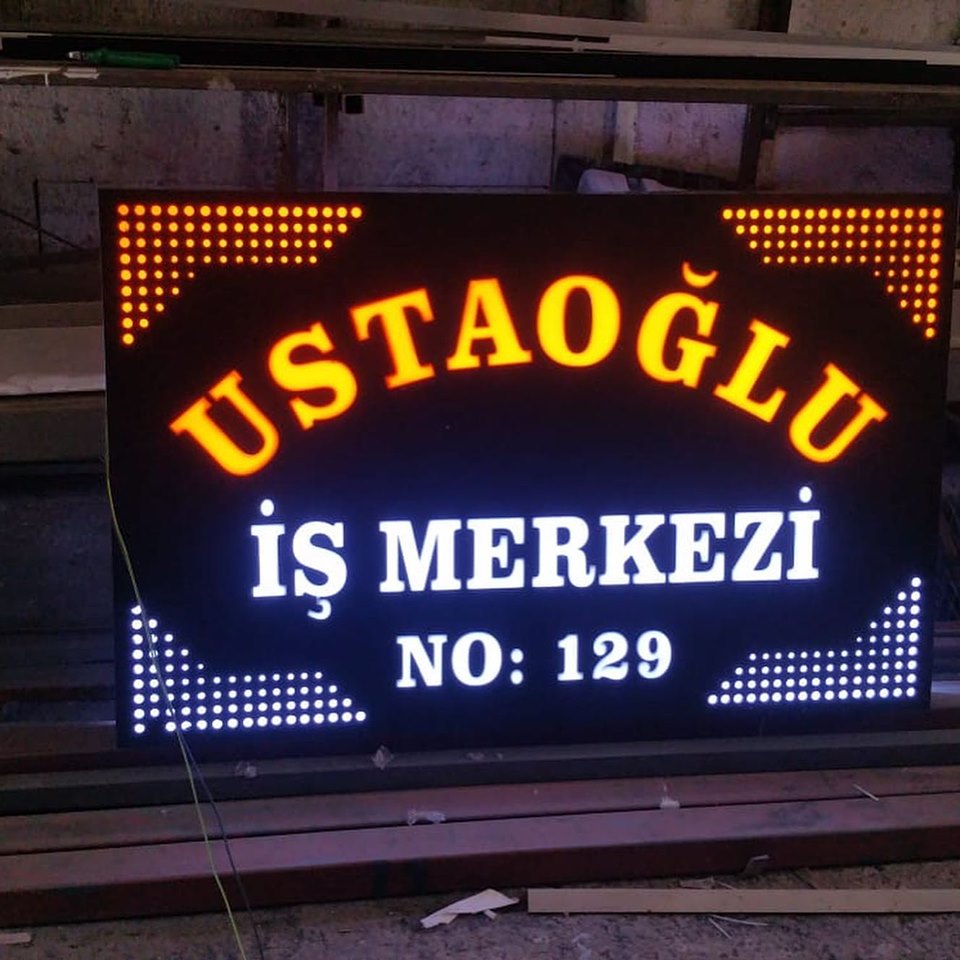 USTAOĞLU
İŞ MERKEZİ
NO: 129